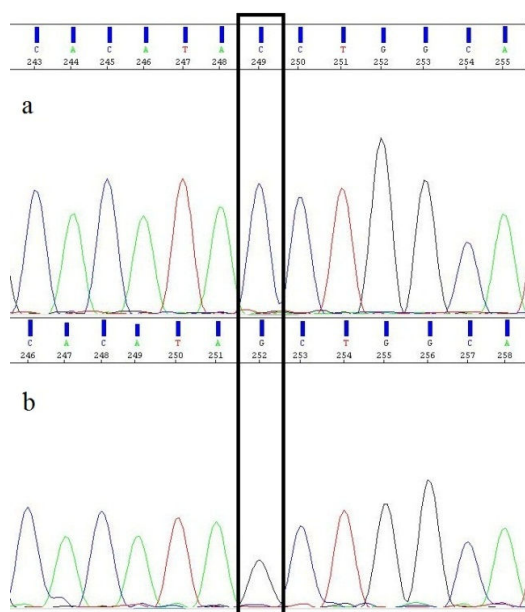 C A C A T A C C T G G C A
243 244 245 246 247 248 249 250 251 252 253 254 255
a
C A C A T A G C T G G C A
246 247 248 249 250 251 252 253 254 255 256 257 258
b